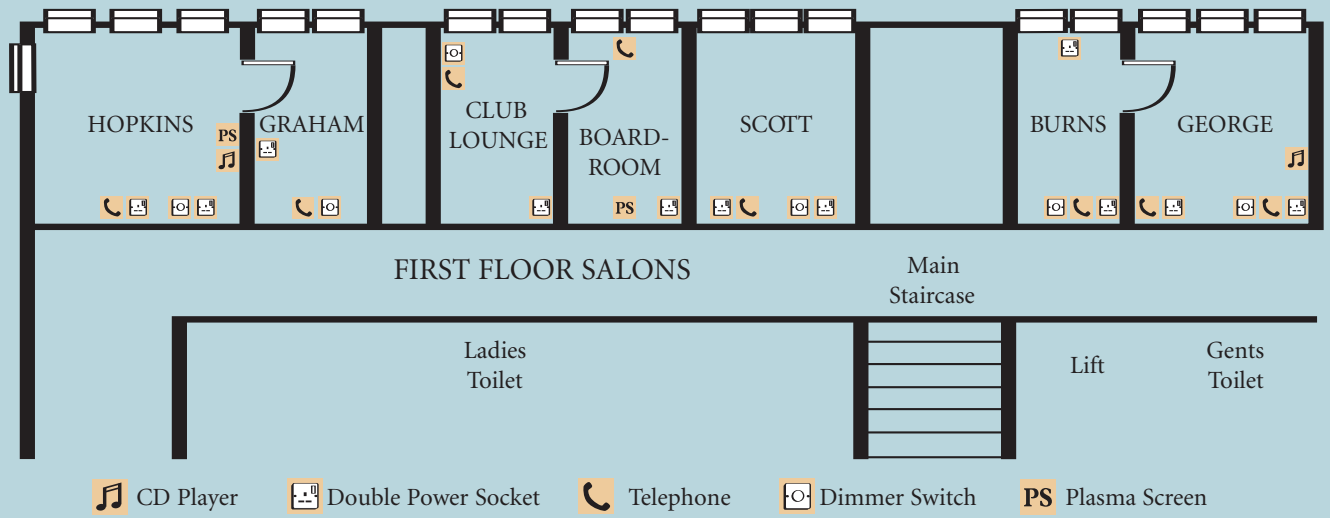 HOPKINS
PS
GRAHAM
CLUB
LOUNGE
BOARD-
ROOM
PS
SCOTT
BURNS
GEORGE
FIRST FLOOR SALONS
Main
Staircase
Ladies
Toilet
Lift
Gents
Toilet
CD Player
Double Power Socket
Telephone
Dimmer Switch
PS Plasma Screen